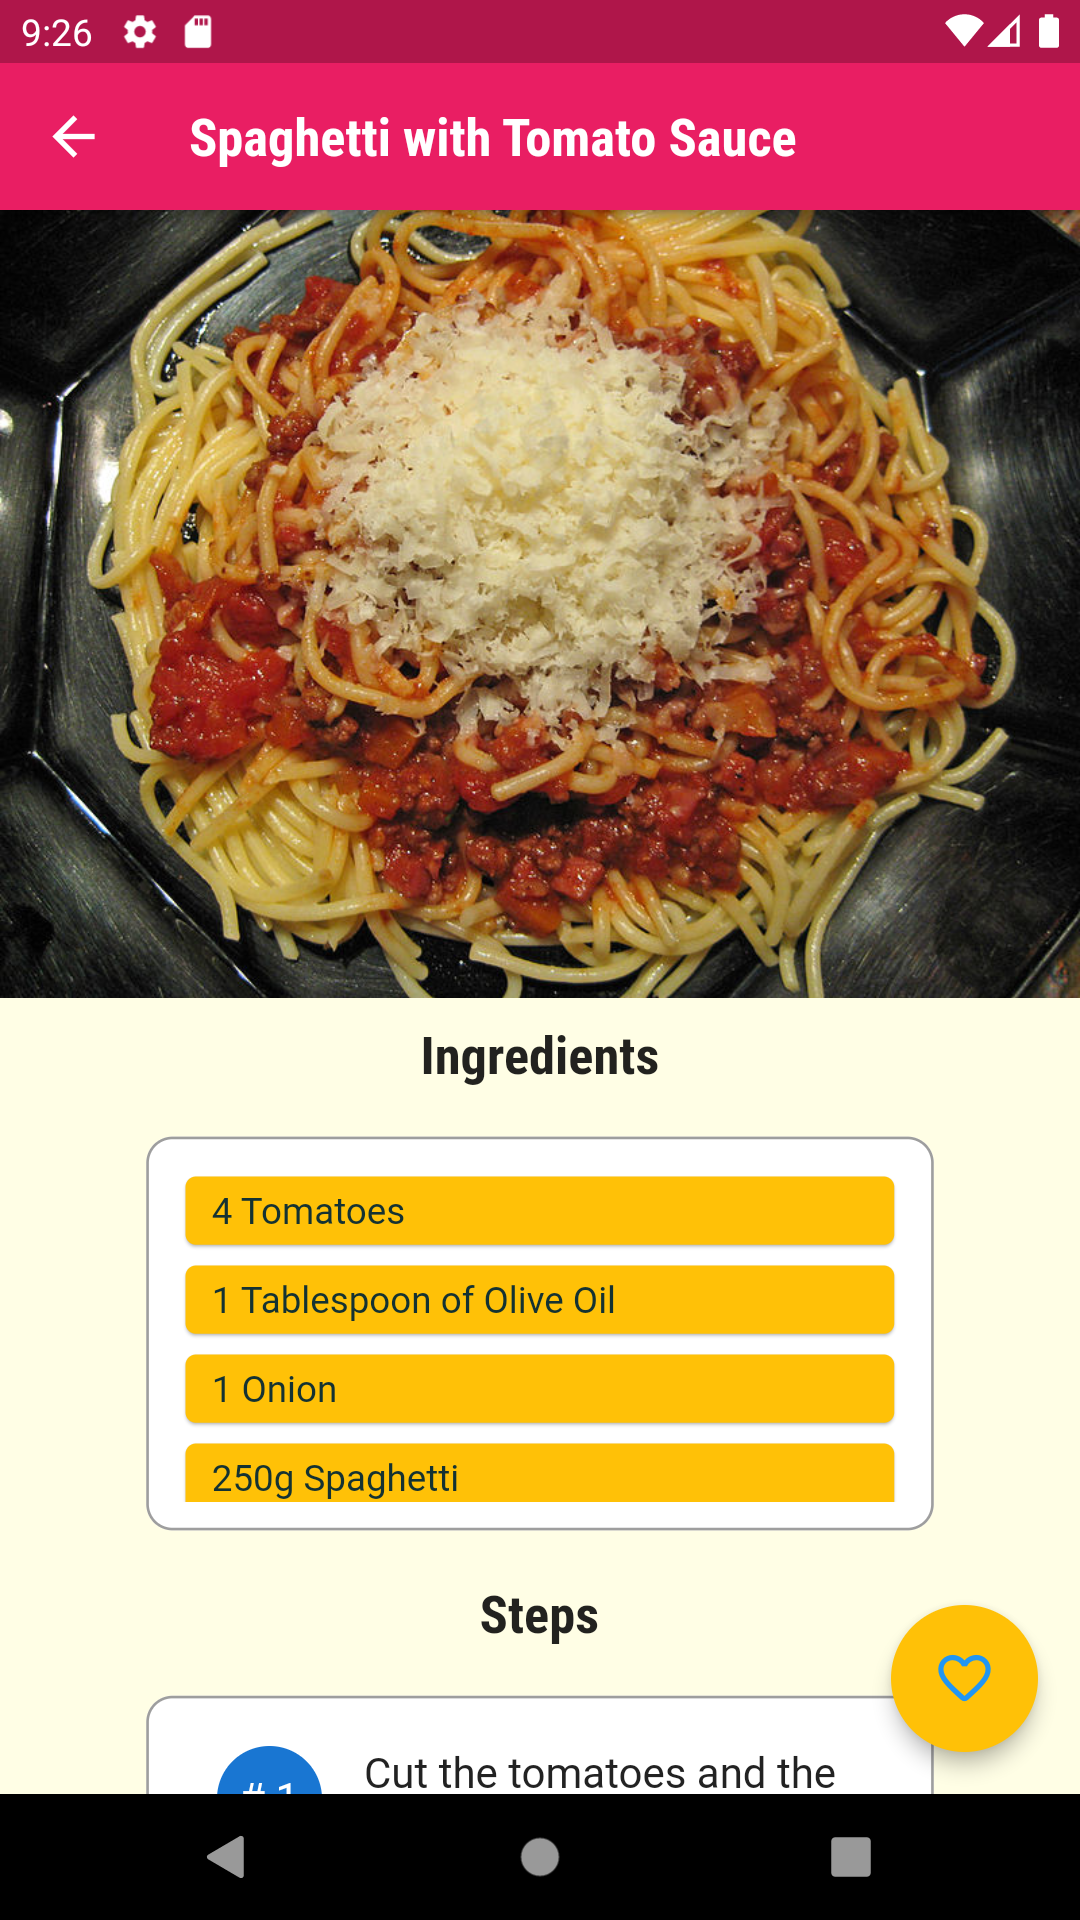 9:26
Spaghetti with Tomato Sauce
Ingredients
4 Tomatoes
1 Tablespoon of Olive Oil
1 Onion
250g Spaghetti
Steps
# 1
Cut the tomatoes and the